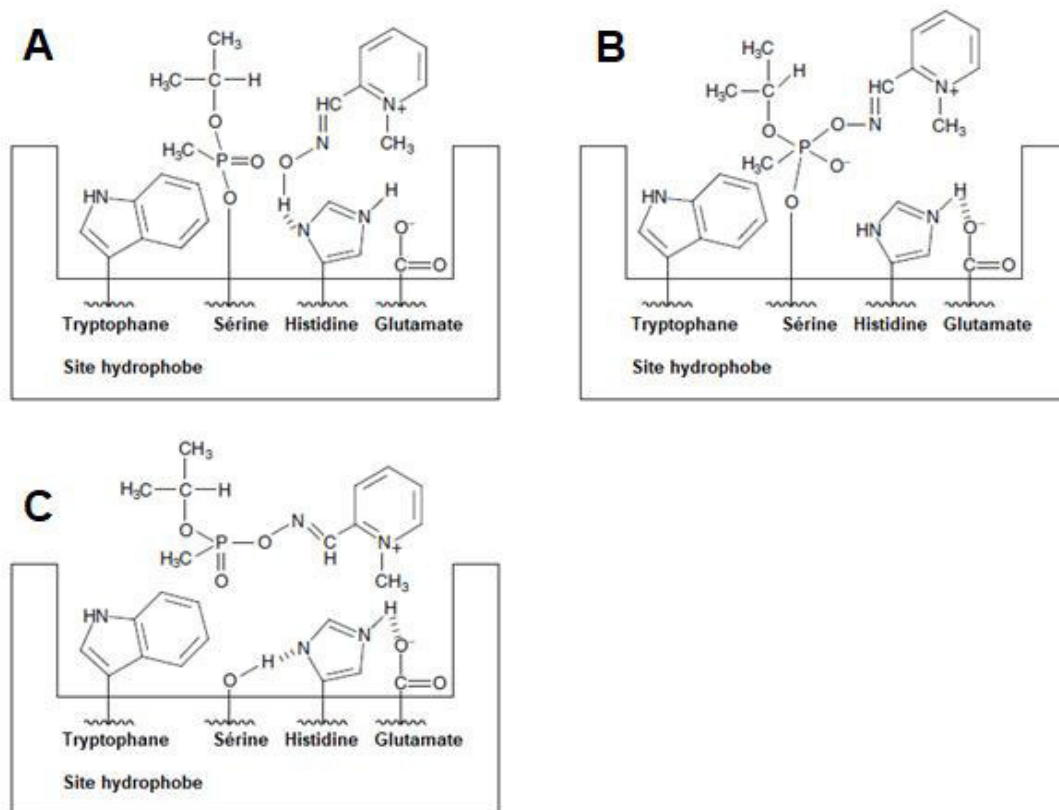 A
CH₃
H₃C–C–H
O
HC
N⁺
N
CH₃
H₃C P=O
O
O
H
H
HN
N
N
O⁻
C=O
Tryptophane Sérine Histidine Glutamate
Site hydrophobe
B
CH₃
H
H₃C–C
HC
N⁺
O
O–N
CH₃
H₃C P
O⁻
O
H
HN
HN
N
O⁻
C=O
Tryptophane Sérine Histidine Glutamate
Site hydrophobe
C
CH₃
H₃C–C–H
O
N
C
H
N⁺
H₃C P–O
O
CH₃
H
HN
N
N
O⁻
O
H
C=O
Tryptophane Sérine Histidine Glutamate
Site hydrophobe